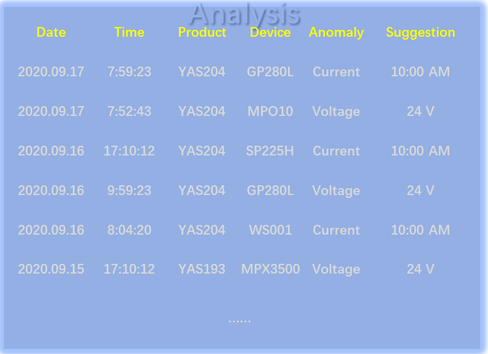 Analysis
Date Time Product Device Anomaly Suggestion
2020.09.17 7:59:23 YAS204 GP280L Current 10:00 AM
2020.09.17 7:52:43 YAS204 MPO10 Voltage 24 V
2020.09.16 17:10:12 YAS204 SP225H Current 10:00 AM
2020.09.16 9:59:23 YAS204 GP280L Voltage 24 V
2020.09.16 8:04:20 YAS204 WS001 Current 10:00 AM
2020.09.15 17:10:12 YAS193 MPX3500 Voltage 24 V
......